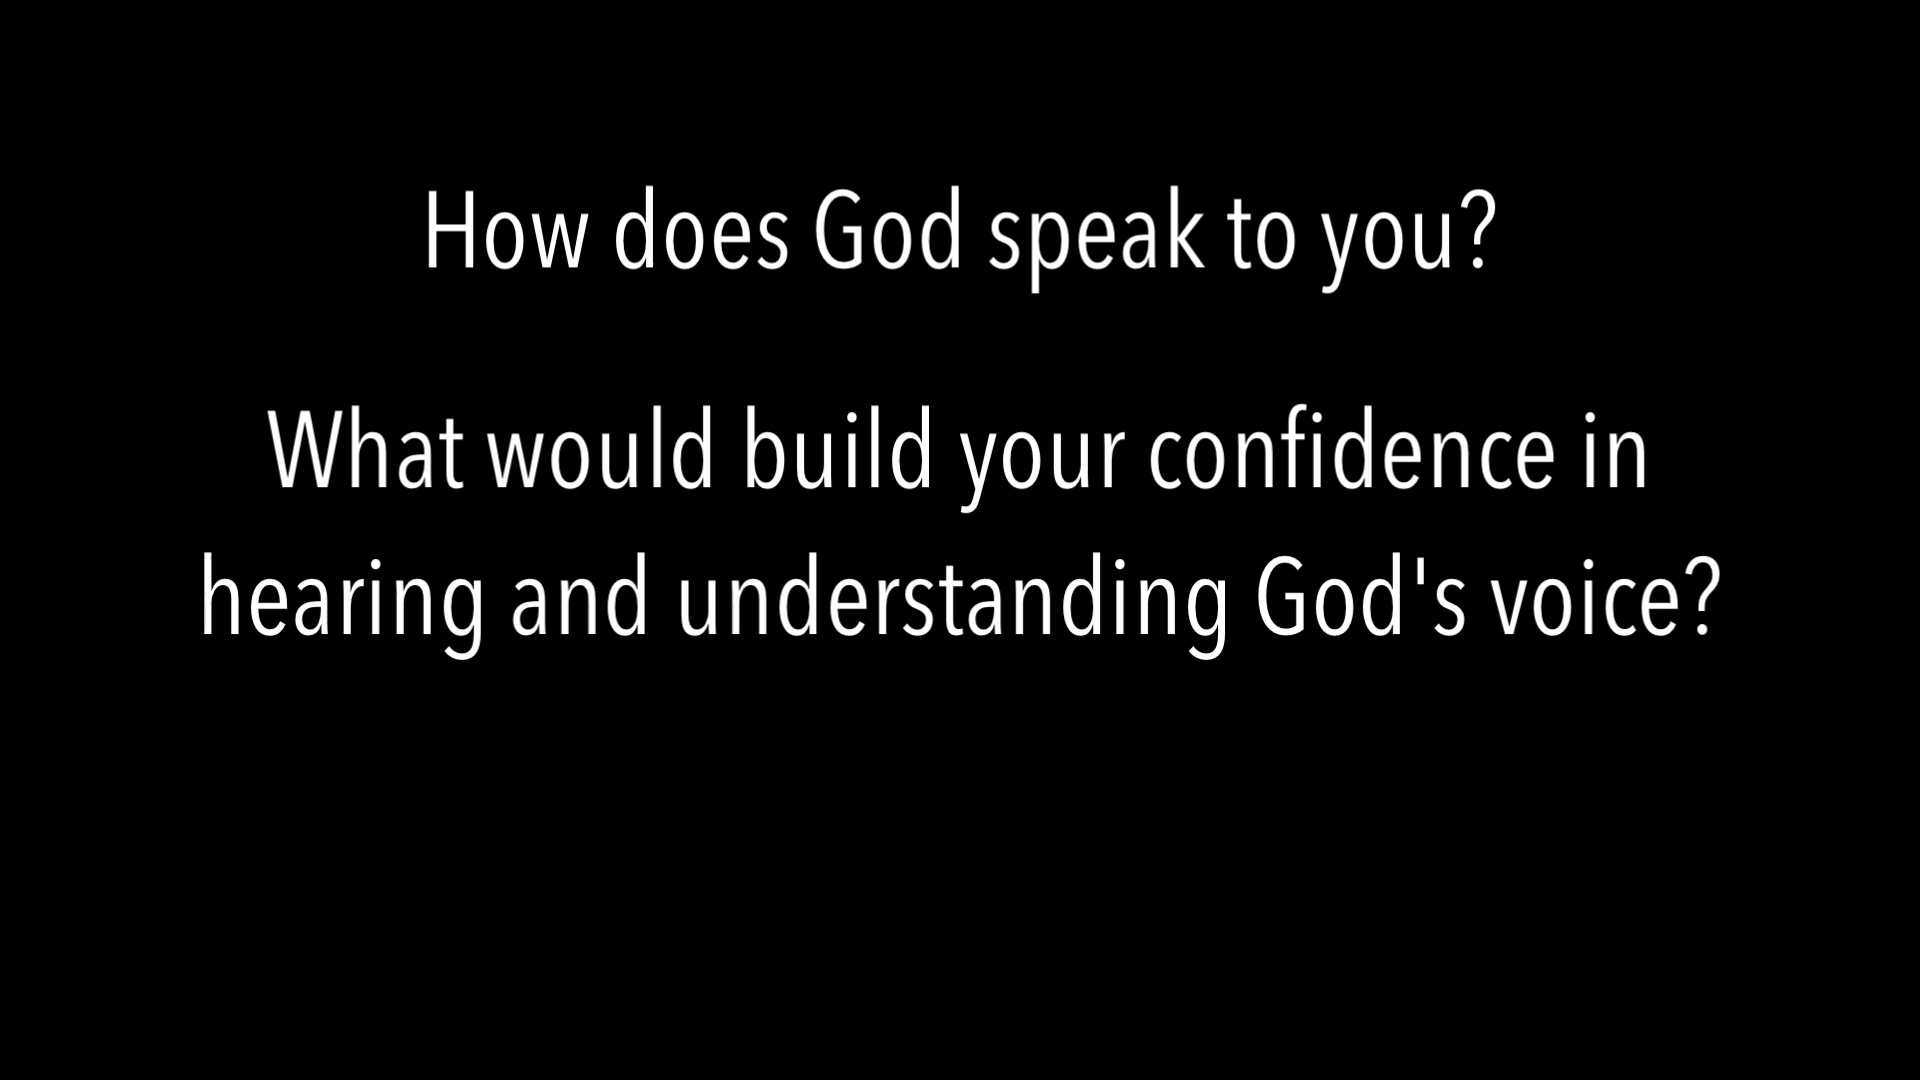 How does God speak to you?
What would build your confidence in
hearing and understanding God's voice?